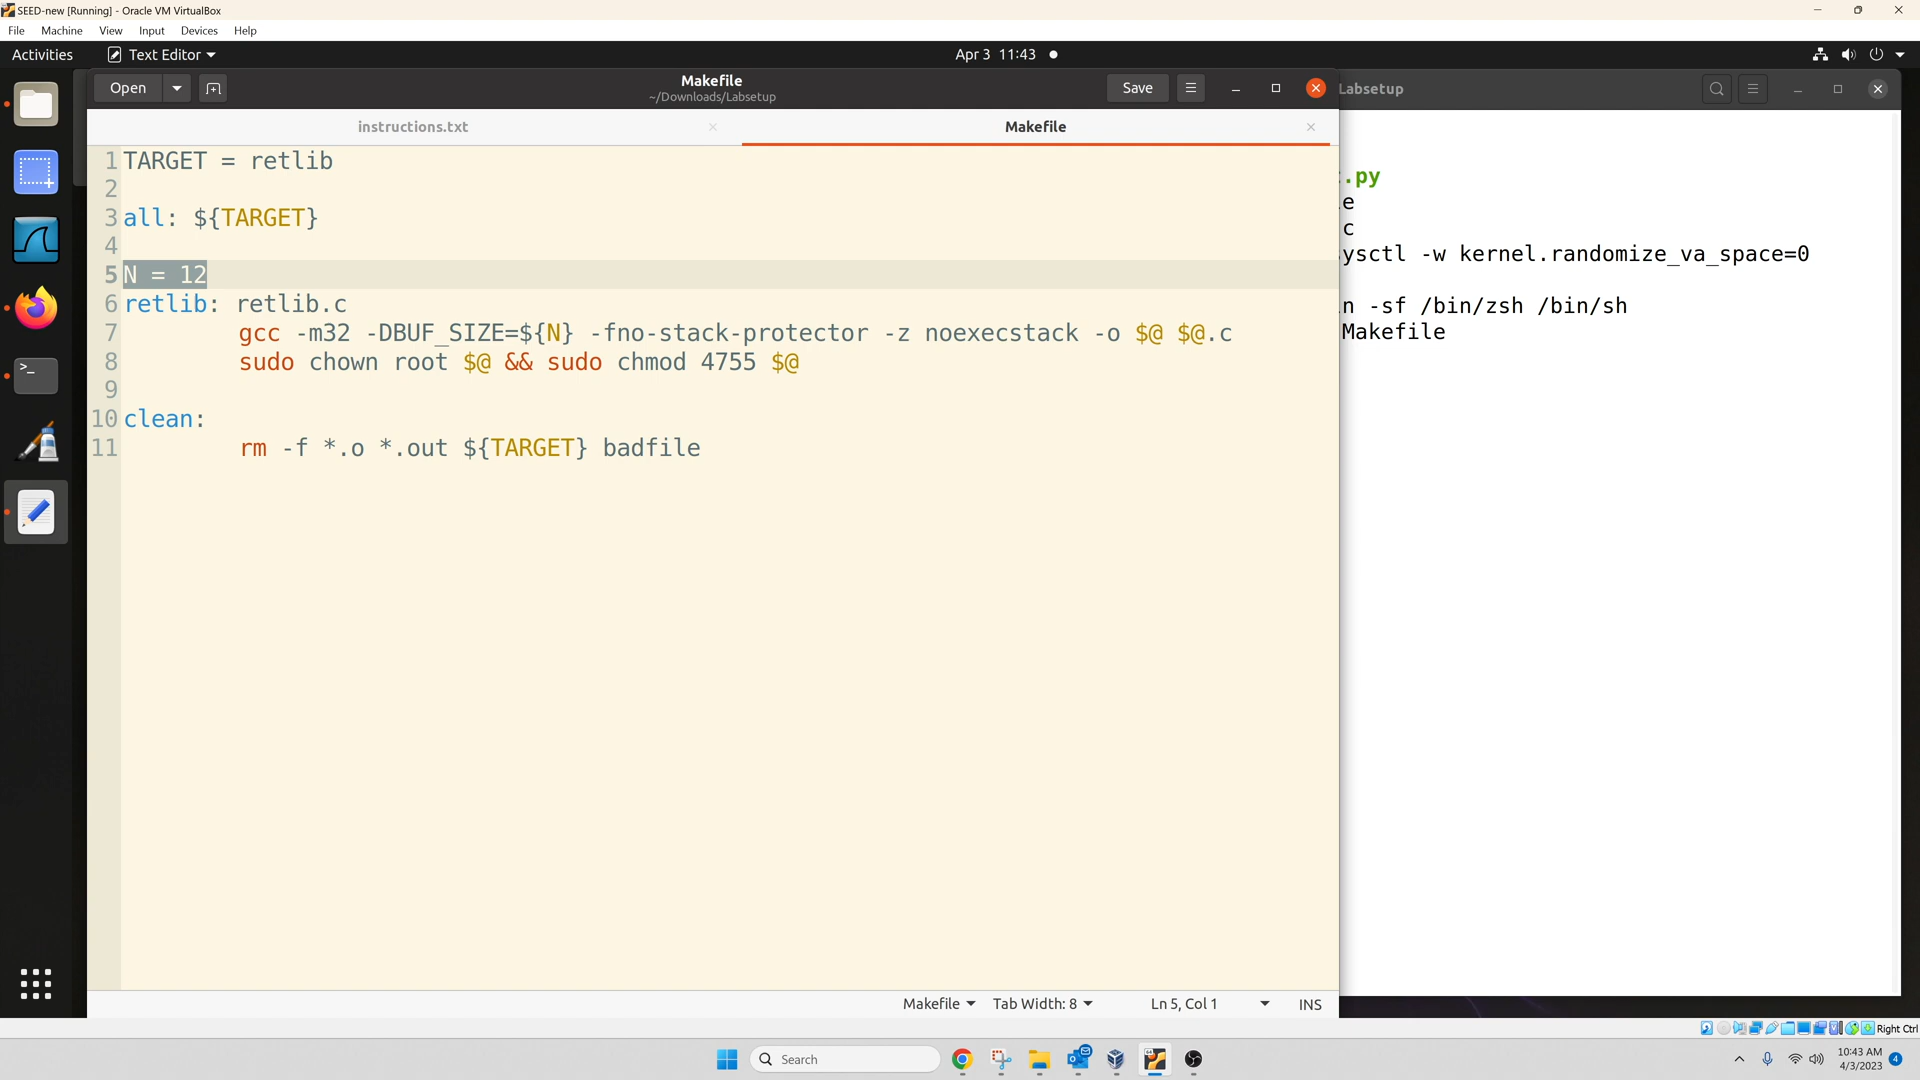 SEED-new [Running] - Oracle VM VirtualBox
File Machine View Input Devices Help
Activities Text Editor Apr 3 11:43
Open Makefile Save
~/Downloads/Labsetup
Labsetup
instructions.txt Makefile
1 TARGET = retlib
2
3 all: ${TARGET}
4
5 N = 12
6 retlib: retlib.c
7 gcc -m32 -DBUF_SIZE=${N} -fno-stack-protector -z noexecstack -o $@ $@.c
8 sudo chown root $@ && sudo chmod 4755 $@
9
10 clean:
11 rm -f *.o *.out ${TARGET} badfile
.py
e
c
ysctl -w kernel.randomize_va_space=0
n -sf /bin/zsh /bin/sh
Makefile
Makefile Tab Width: 8 Ln 5, Col 1 INS
Right Ctrl
Search
10:43 AM
4/3/2023
4